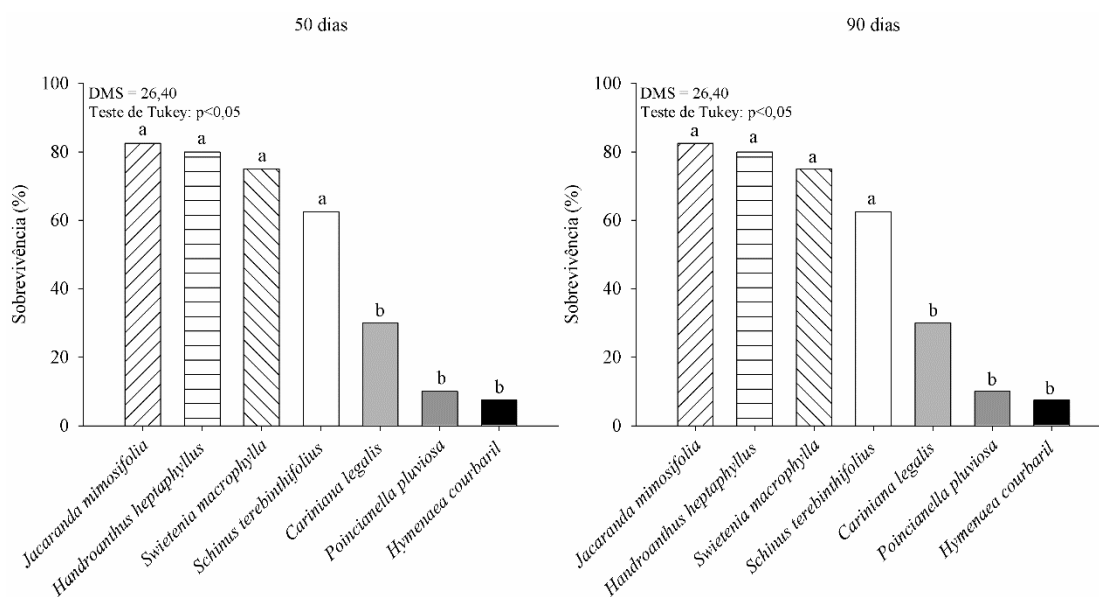 50 dias
DMS = 26,40
Teste de Tukey: p<0,05
Sobrevivência (%)
100
80
60
40
20
0
a
a
a
a
b
b
b
Jacaranda mimosifolia
Handroanthus heptaphyllus
Swietenia macrophylla
Schinus terebinthifolius
Cariniana legalis
Poincianella pluviosa
Hymenaea courbaril
90 dias
DMS = 26,40
Teste de Tukey: p<0,05
Sobrevivência (%)
100
80
60
40
20
0
a
a
a
a
b
b
b
Jacaranda mimosifolia
Handroanthus heptaphyllus
Swietenia macrophylla
Schinus terebinthifolius
Cariniana legalis
Poincianella pluviosa
Hymenaea courbaril